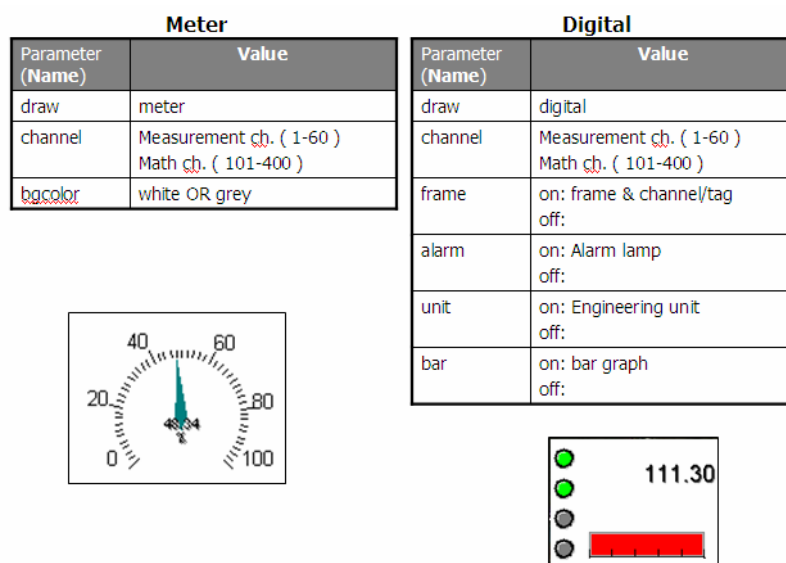 Meter
Parameter
(Name)
Value
draw
meter
channel
Measurement ch. ( 1-60 )
Math ch. ( 101-400 )
bgcolor
white OR grey
Digital
Parameter
(Name)
Value
draw
digital
channel
Measurement ch. ( 1-60 )
Math ch. ( 101-400 )
frame
on: frame & channel/tag
off:
alarm
on: Alarm lamp
off:
unit
on: Engineering unit
off:
bar
on: bar graph
off:
40
60
20
80
0
100
111.30